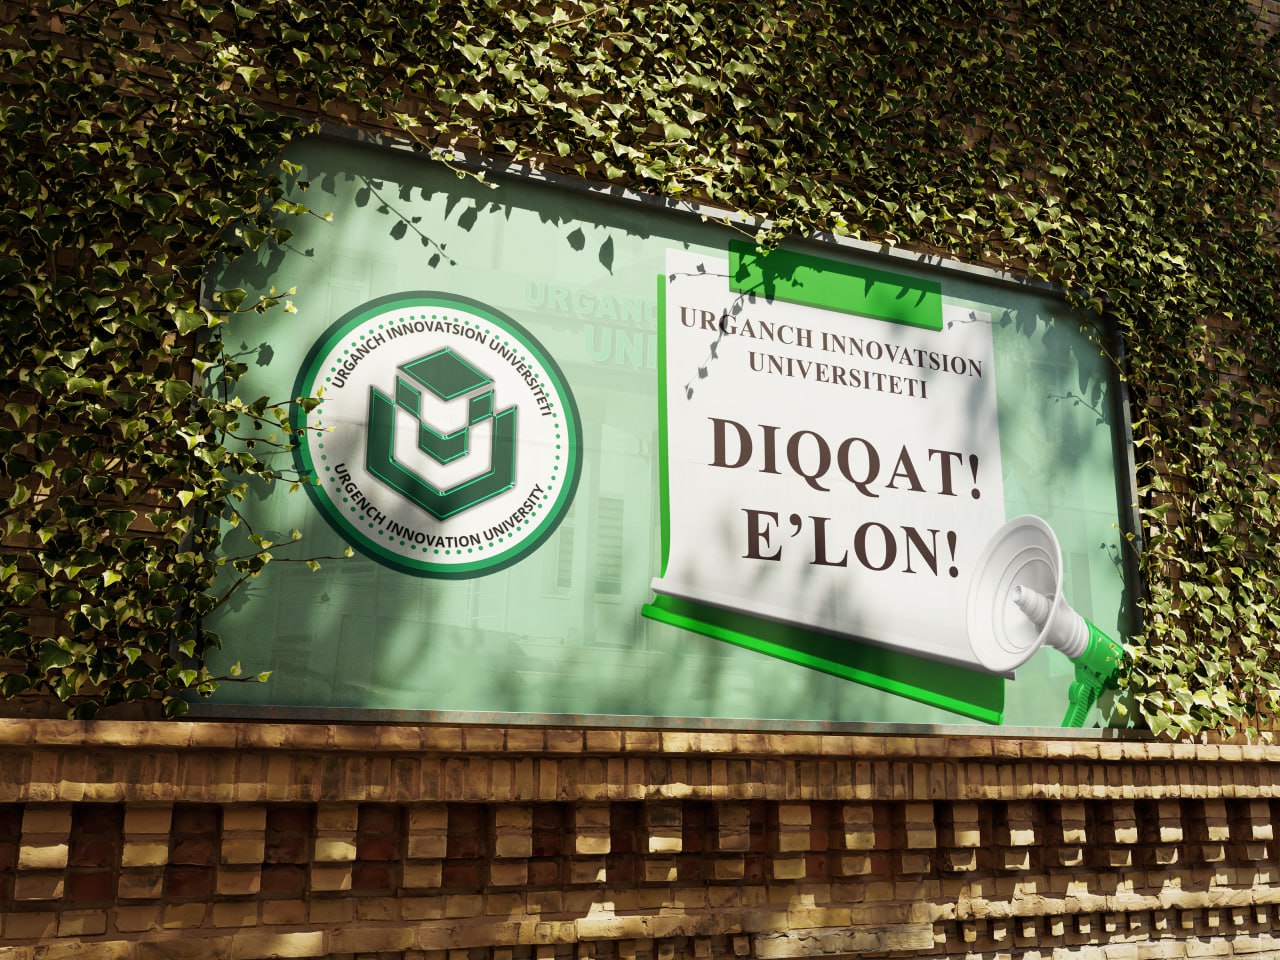 URGANCH INNOVATSION UNIVERSITETI
URGENCH INNOVATION UNIVERSITY
URGANCH INNOVATSION
UNIVERSITETI
DIQQAT!
E’LON!